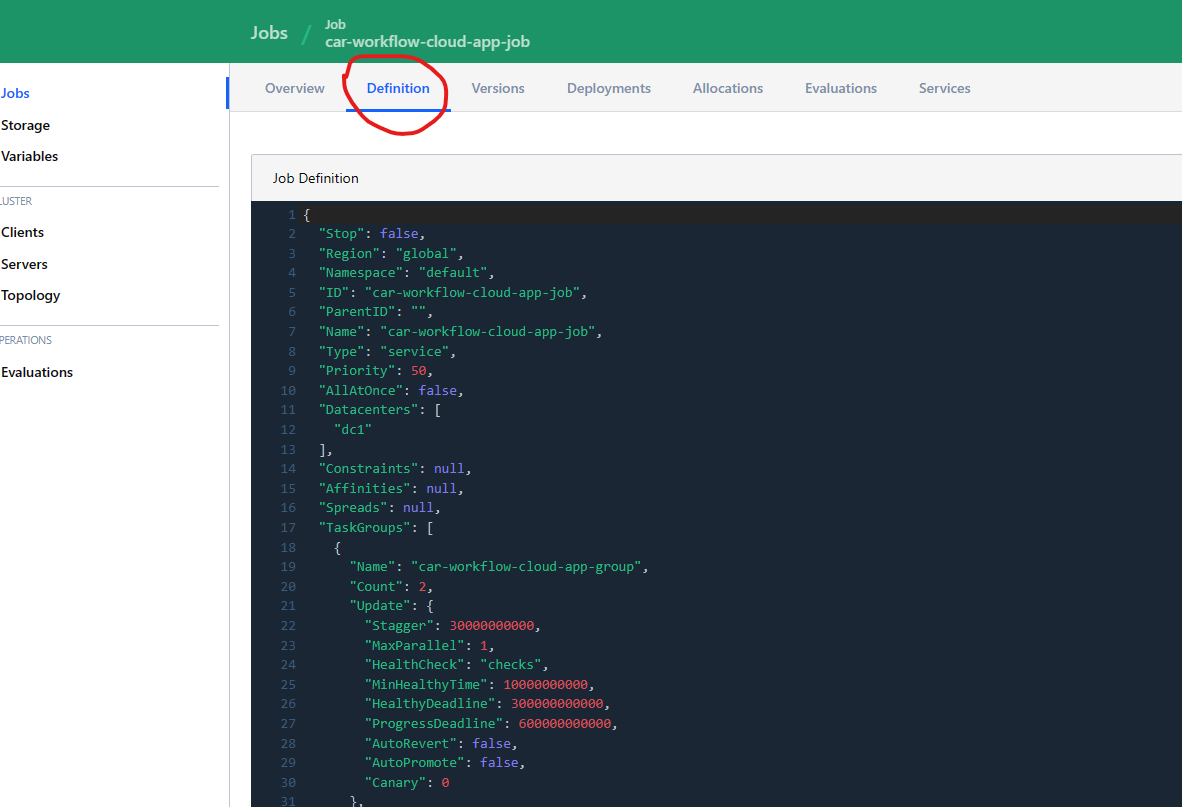 Jobs / Job
car-workflow-cloud-app-job
Jobs
Storage
Variables
LUSTER
Clients
Servers
Topology
PERATIONS
Evaluations
Overview Definition Versions Deployments Allocations Evaluations Services
Job Definition
1 {
2 "Stop": false,
3 "Region": "global",
4 "Namespace": "default",
5 "ID": "car-workflow-cloud-app-job",
6 "ParentID": "",
7 "Name": "car-workflow-cloud-app-job",
8 "Type": "service",
9 "Priority": 50,
10 "AllAtOnce": false,
11 "Datacenters": [
12 "dc1"
13 ],
14 "Constraints": null,
15 "Affinities": null,
16 "Spreads": null,
17 "TaskGroups": [
18 {
19 "Name": "car-workflow-cloud-app-group",
20 "Count": 2,
21 "Update": {
22 "Stagger": 30000000000,
23 "MaxParallel": 1,
24 "HealthCheck": "checks",
25 "MinHealthyTime": 10000000000,
26 "HealthyDeadline": 300000000000,
27 "ProgressDeadline": 600000000000,
28 "AutoRevert": false,
29 "AutoPromote": false,
30 "Canary": 0
31 },